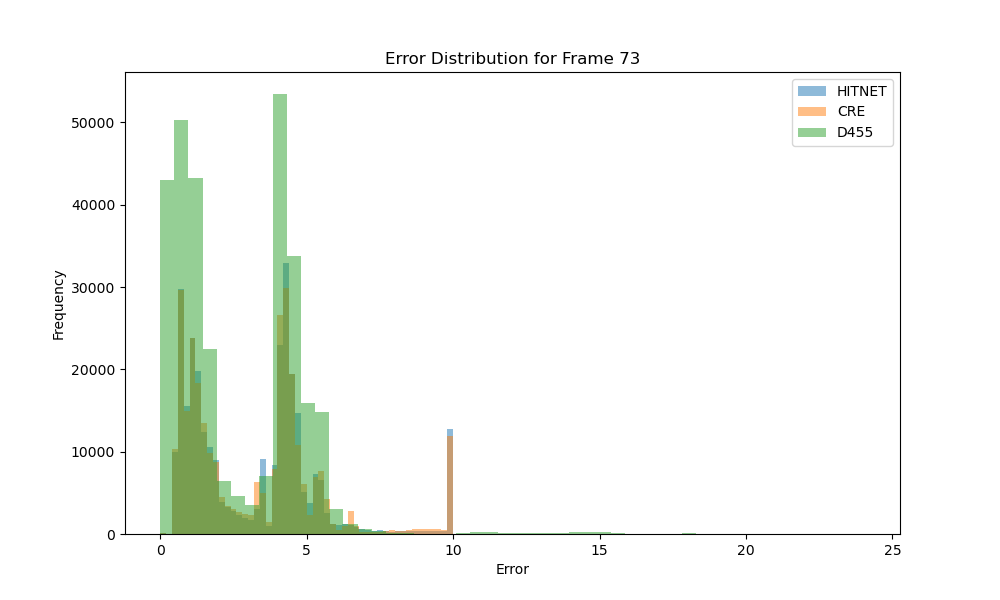 Error Distribution for Frame 73
HITNET
CRE
D455
50000
40000
30000
20000
10000
0
Frequency
0 5 10 15 20 25
Error